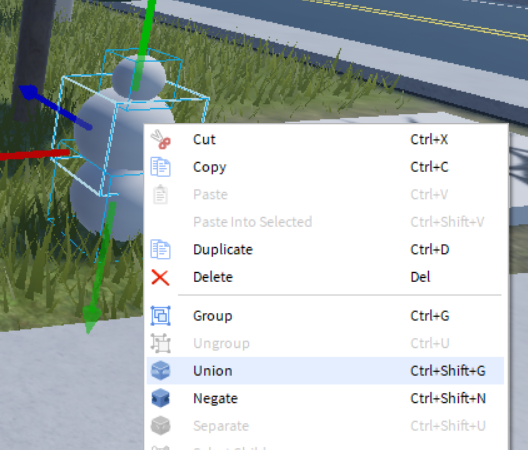 Cut Ctrl+X
Copy Ctrl+C
Paste Ctrl+V
Paste Into Selected Ctrl+Shift+V
Duplicate Ctrl+D
Delete Del
Group Ctrl+G
Ungroup Ctrl+U
Union Ctrl+Shift+G
Negate Ctrl+Shift+N
Separate Ctrl+Shift+U